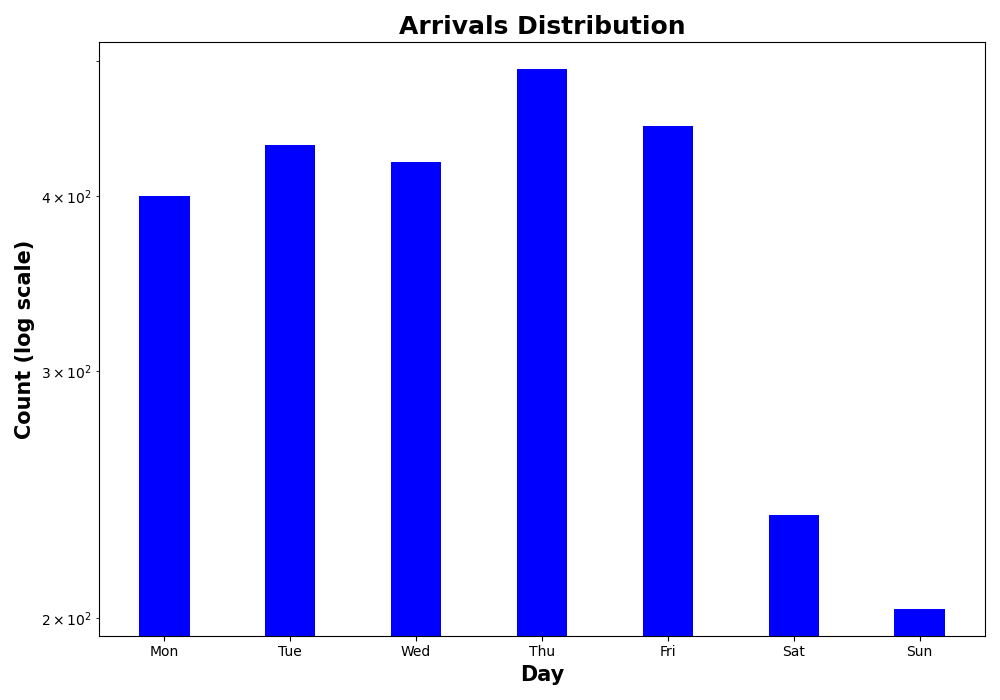 Arrivals Distribution
Count (log scale)
4 × 10²
3 × 10²
2 × 10²
Mon Tue Wed Thu Fri Sat Sun
Day